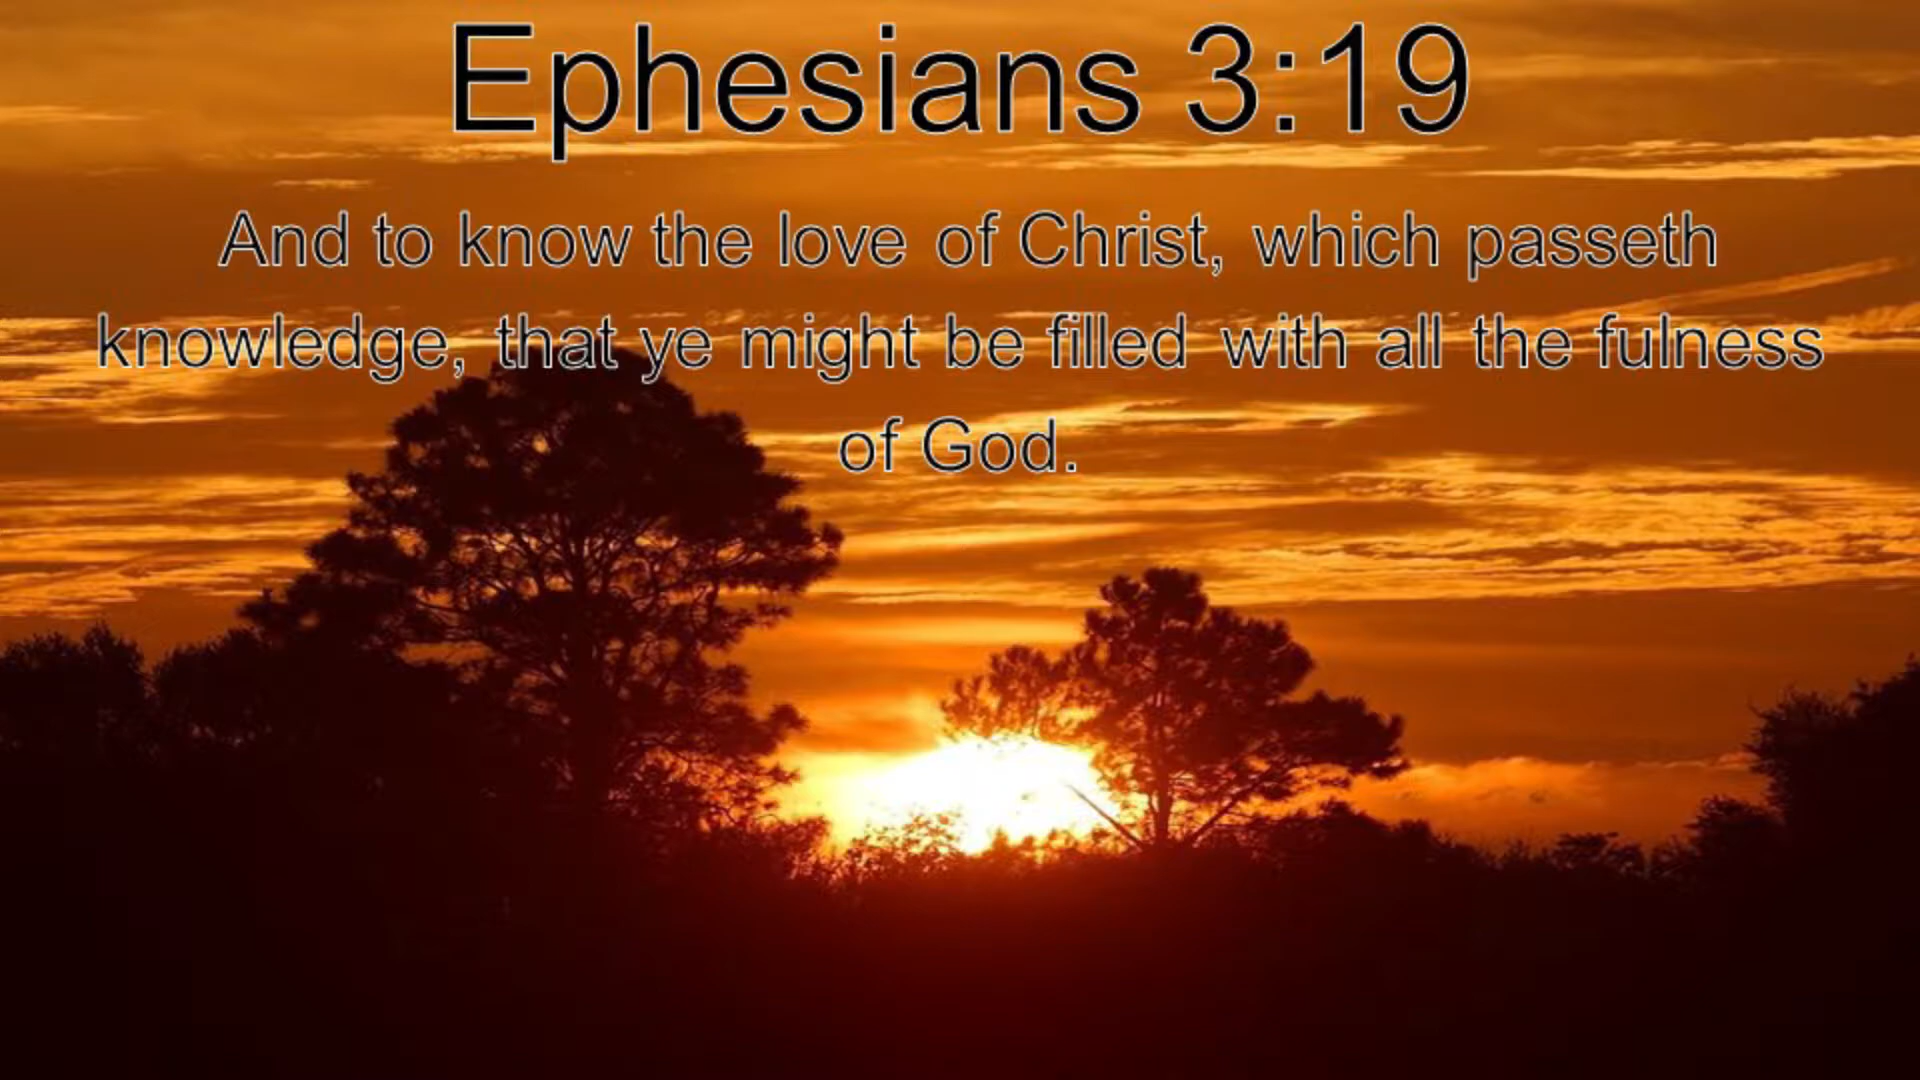 Ephesians 3:19
And to know the love of Christ, which passeth
knowledge, that ye might be filled with all the fulness
of God.